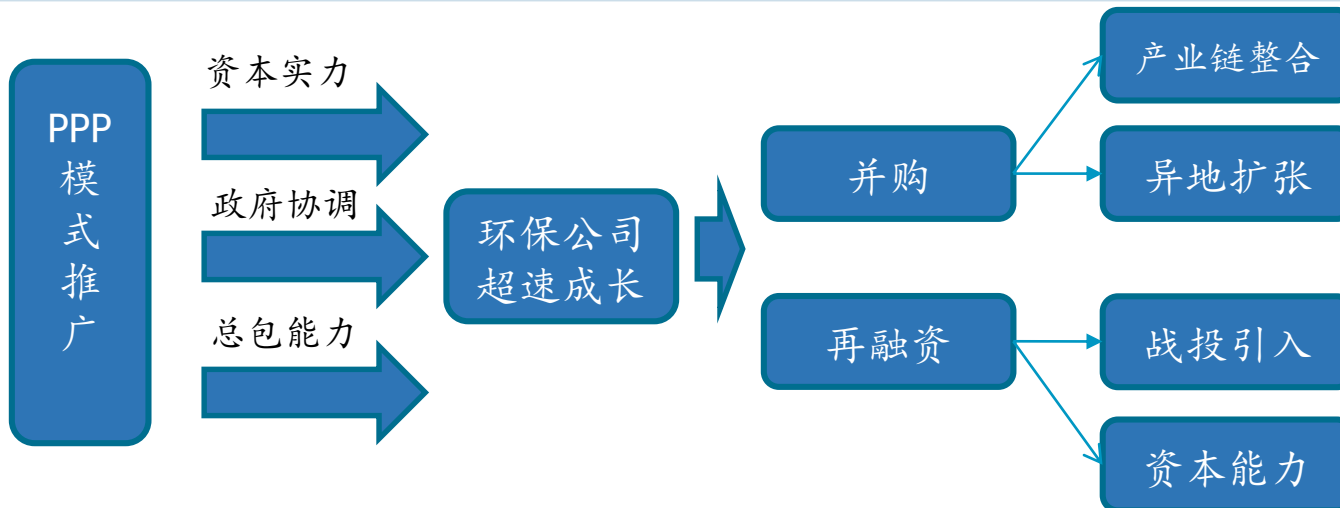 PPP
模
式
推
广
资本实力
政府协调
总包能力
环保公司
超速成长
并购
再融资
产业链整合
异地扩张
战投引入
资本能力